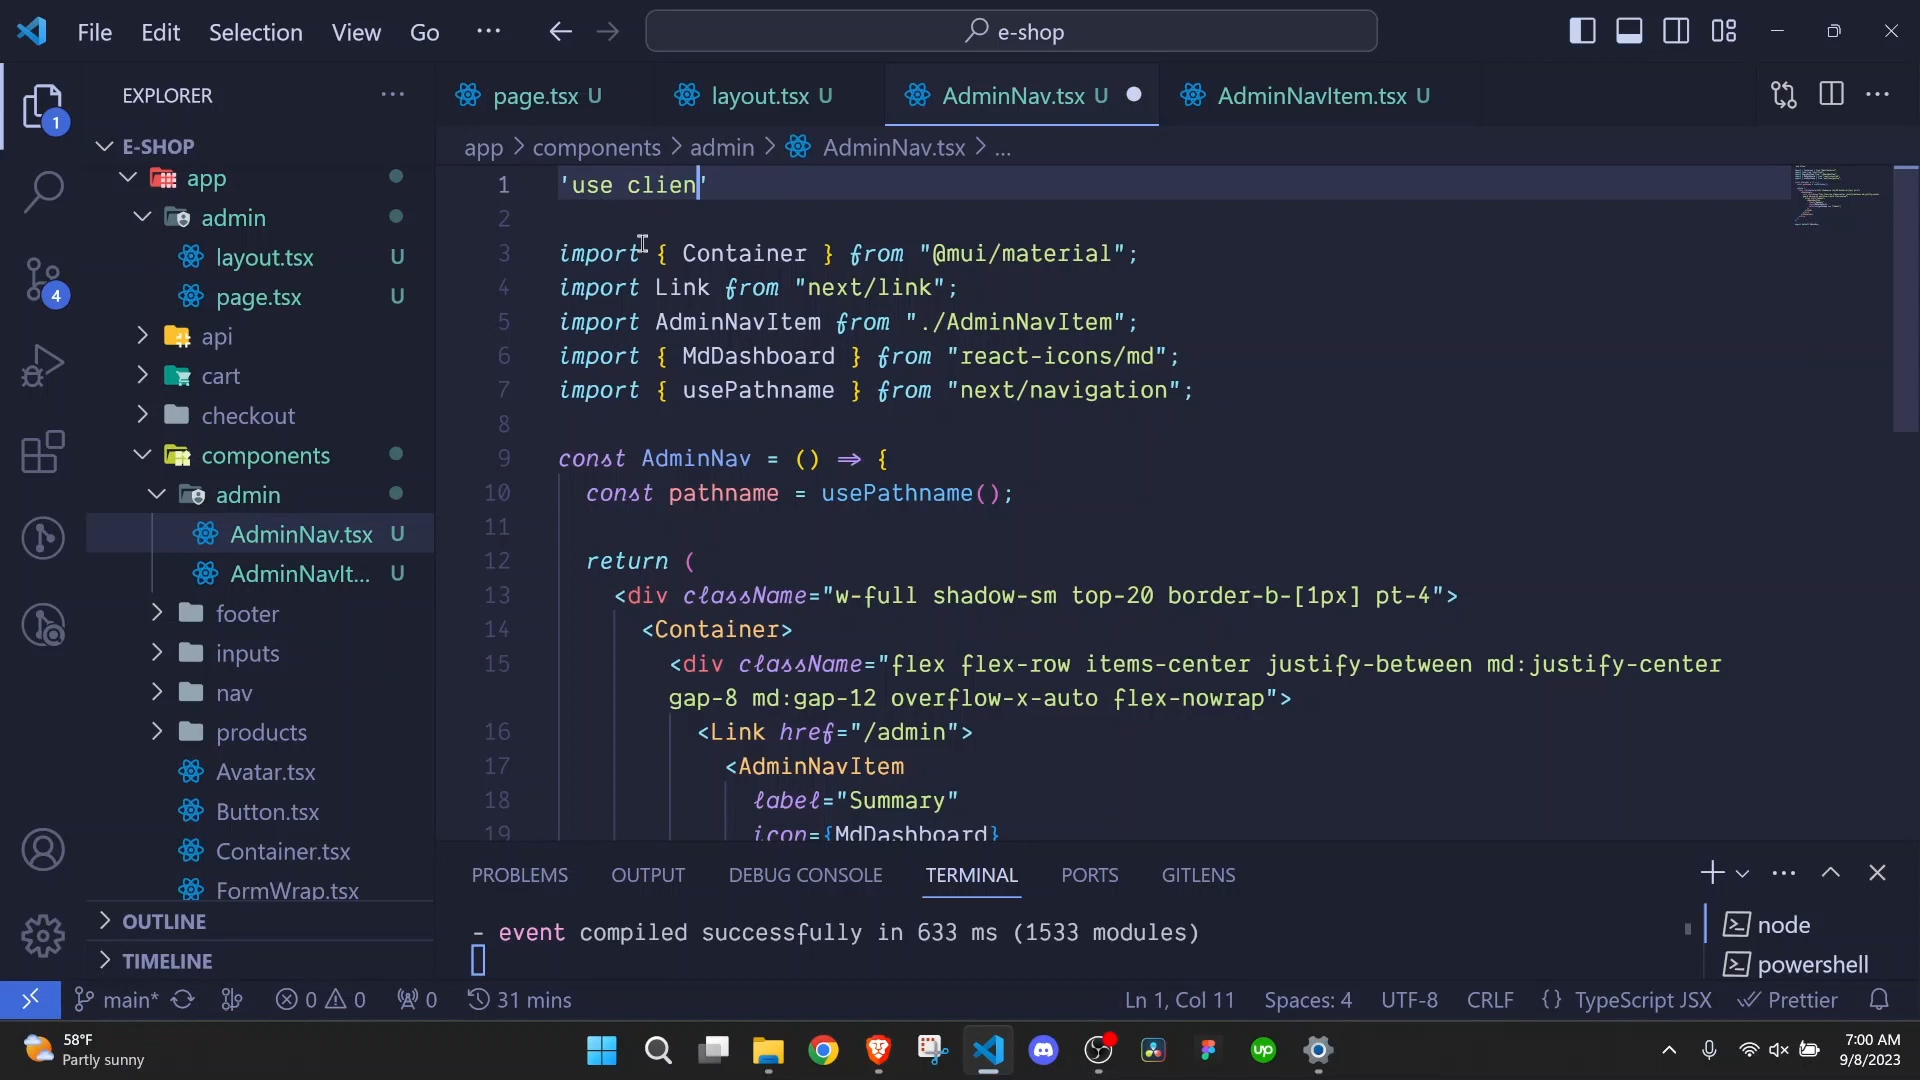 File Edit Selection View Go ··· e-shop
EXPLORER ···
page.tsx U layout.tsx U AdminNav.tsx U AdminNavItem.tsx U
E-SHOP
app > components > admin > AdminNav.tsx > ...
app
admin
layout.tsx U
page.tsx U
api
cart
checkout
components
admin
AdminNav.tsx U
AdminNavIt... U
footer
inputs
nav
products
Avatar.tsx
Button.tsx
Container.tsx
FormWrap.tsx
OUTLINE
TIMELINE
1
4
1 'use clien'
2
3 import { Container } from "@mui/material";
4 import Link from "next/link";
5 import AdminNavItem from "./AdminNavItem";
6 import { MdDashboard } from "react-icons/md";
7 import { usePathname } from "next/navigation";
8
9 const AdminNav = () => {
10 const pathname = usePathname();
11
12 return (
13 <div className="w-full shadow-sm top-20 border-b-[1px] pt-4">
14 <Container>
15 <div className="flex flex-row items-center justify-between md:justify-center
gap-8 md:gap-12 overflow-x-auto flex-nowrap">
16 <Link href="/admin">
17 <AdminNavItem
18 label="Summary"
19 icon={MdDashboard}
PROBLEMS OUTPUT DEBUG CONSOLE TERMINAL PORTS GITLENS
- event compiled successfully in 633 ms (1533 modules)
node
powershell
main* 0 0 0 31 mins Ln 1, Col 11 Spaces: 4 UTF-8 CRLF {} TypeScript JSX Prettier
58°F
Partly sunny
up
7:00 AM
9/8/2023